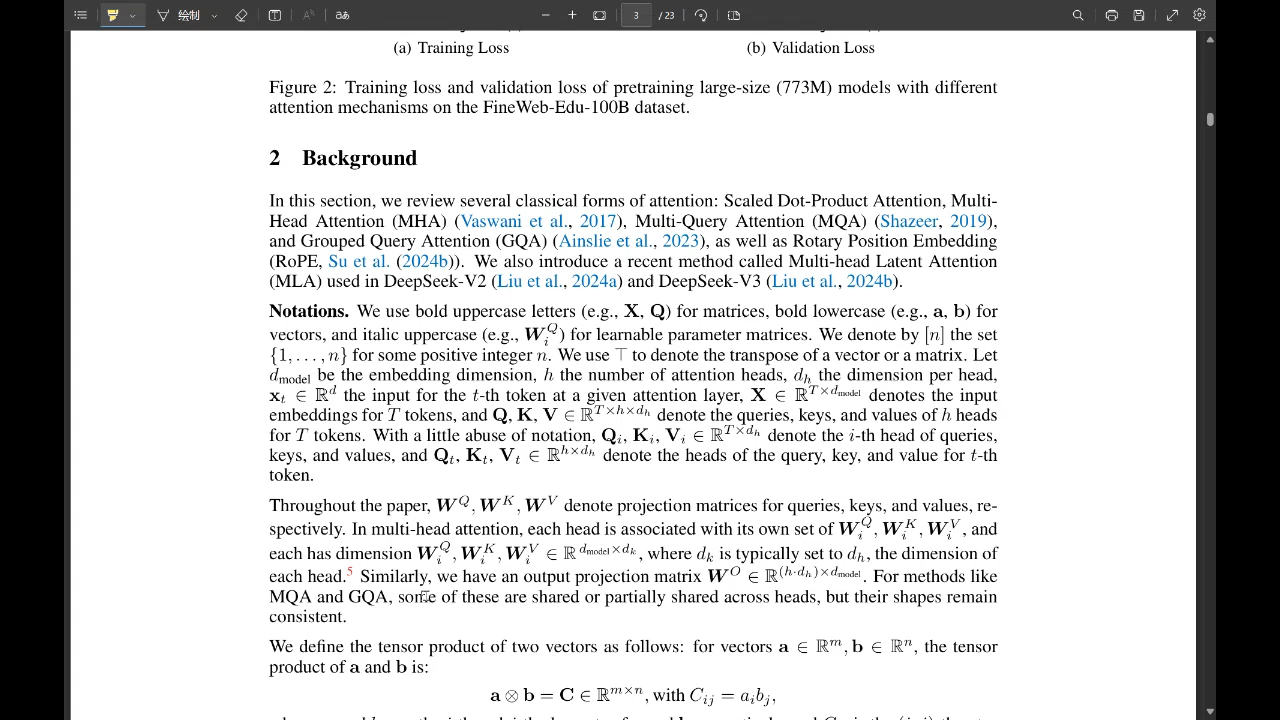 绘制 3 / 23
(a) Training Loss (b) Validation Loss
Figure 2: Training loss and validation loss of pretraining large-size (773M) models with different
attention mechanisms on the FineWeb-Edu-100B dataset.
2 Background
In this section, we review several classical forms of attention: Scaled Dot-Product Attention, Multi-
Head Attention (MHA) (Vaswani et al., 2017), Multi-Query Attention (MQA) (Shazeer, 2019),
and Grouped Query Attention (GQA) (Ainslie et al., 2023), as well as Rotary Position Embedding
(RoPE, Su et al. (2024b)). We also introduce a recent method called Multi-head Latent Attention
(MLA) used in DeepSeek-V2 (Liu et al., 2024a) and DeepSeek-V3 (Liu et al., 2024b).
Notations. We use bold uppercase letters (e.g., X, Q) for matrices, bold lowercase (e.g., a, b) for
vectors, and italic uppercase (e.g., W_i^Q) for learnable parameter matrices. We denote by [n] the set
{1, . . . , n} for some positive integer n. We use ⊤ to denote the transpose of a vector or a matrix. Let
d_model be the embedding dimension, h the number of attention heads, d_h the dimension per head,
x_t ∈ ℝ^d the input for the t-th token at a given attention layer, X ∈ ℝ^{T×d_model} denotes the input
embeddings for T tokens, and Q, K, V ∈ ℝ^{T×h×d_h} denote the queries, keys, and values of h heads
for T tokens. With a little abuse of notation, Q_i, K_i, V_i ∈ ℝ^{T×d_h} denote the i-th head of queries,
keys, and values, and Q_t, K_t, V_t ∈ ℝ^{h×d_h} denote the heads of the query, key, and value for t-th
token.
Throughout the paper, W^Q, W^K, W^V denote projection matrices for queries, keys, and values, re-
spectively. In multi-head attention, each head is associated with its own set of W_i^Q, W_i^K, W_i^V, and
each has dimension W_i^Q, W_i^K, W_i^V ∈ ℝ^{d_model×d_k}, where d_k is typically set to d_h, the dimension of
each head.^5 Similarly, we have an output projection matrix W^O ∈ ℝ^{(h·d_h)×d_model}. For methods like
MQA and GQA, some of these are shared or partially shared across heads, but their shapes remain
consistent.
We define the tensor product of two vectors as follows: for vectors a ∈ ℝ^m, b ∈ ℝ^n, the tensor
product of a and b is:
a ⊗ b = C ∈ ℝ^{m×n}, with C_{ij} = a_i b_j,